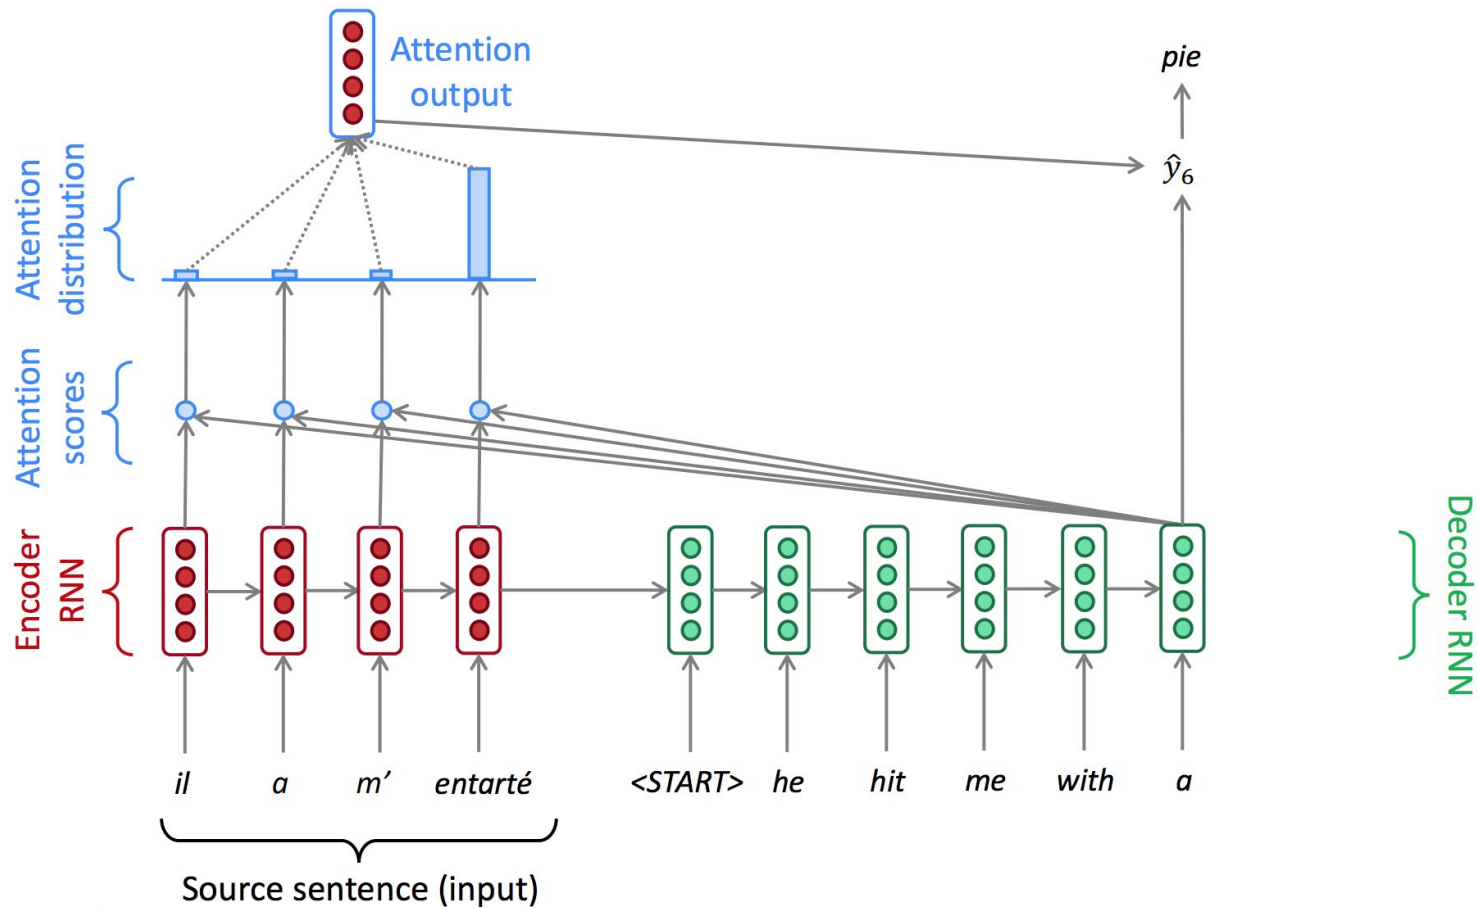 Attention
output
pie
Attention
distribution
ŷ₆
Attention
scores
Encoder
RNN
Decoder RNN
il a m’ entarté <START> he hit me with a
Source sentence (input)